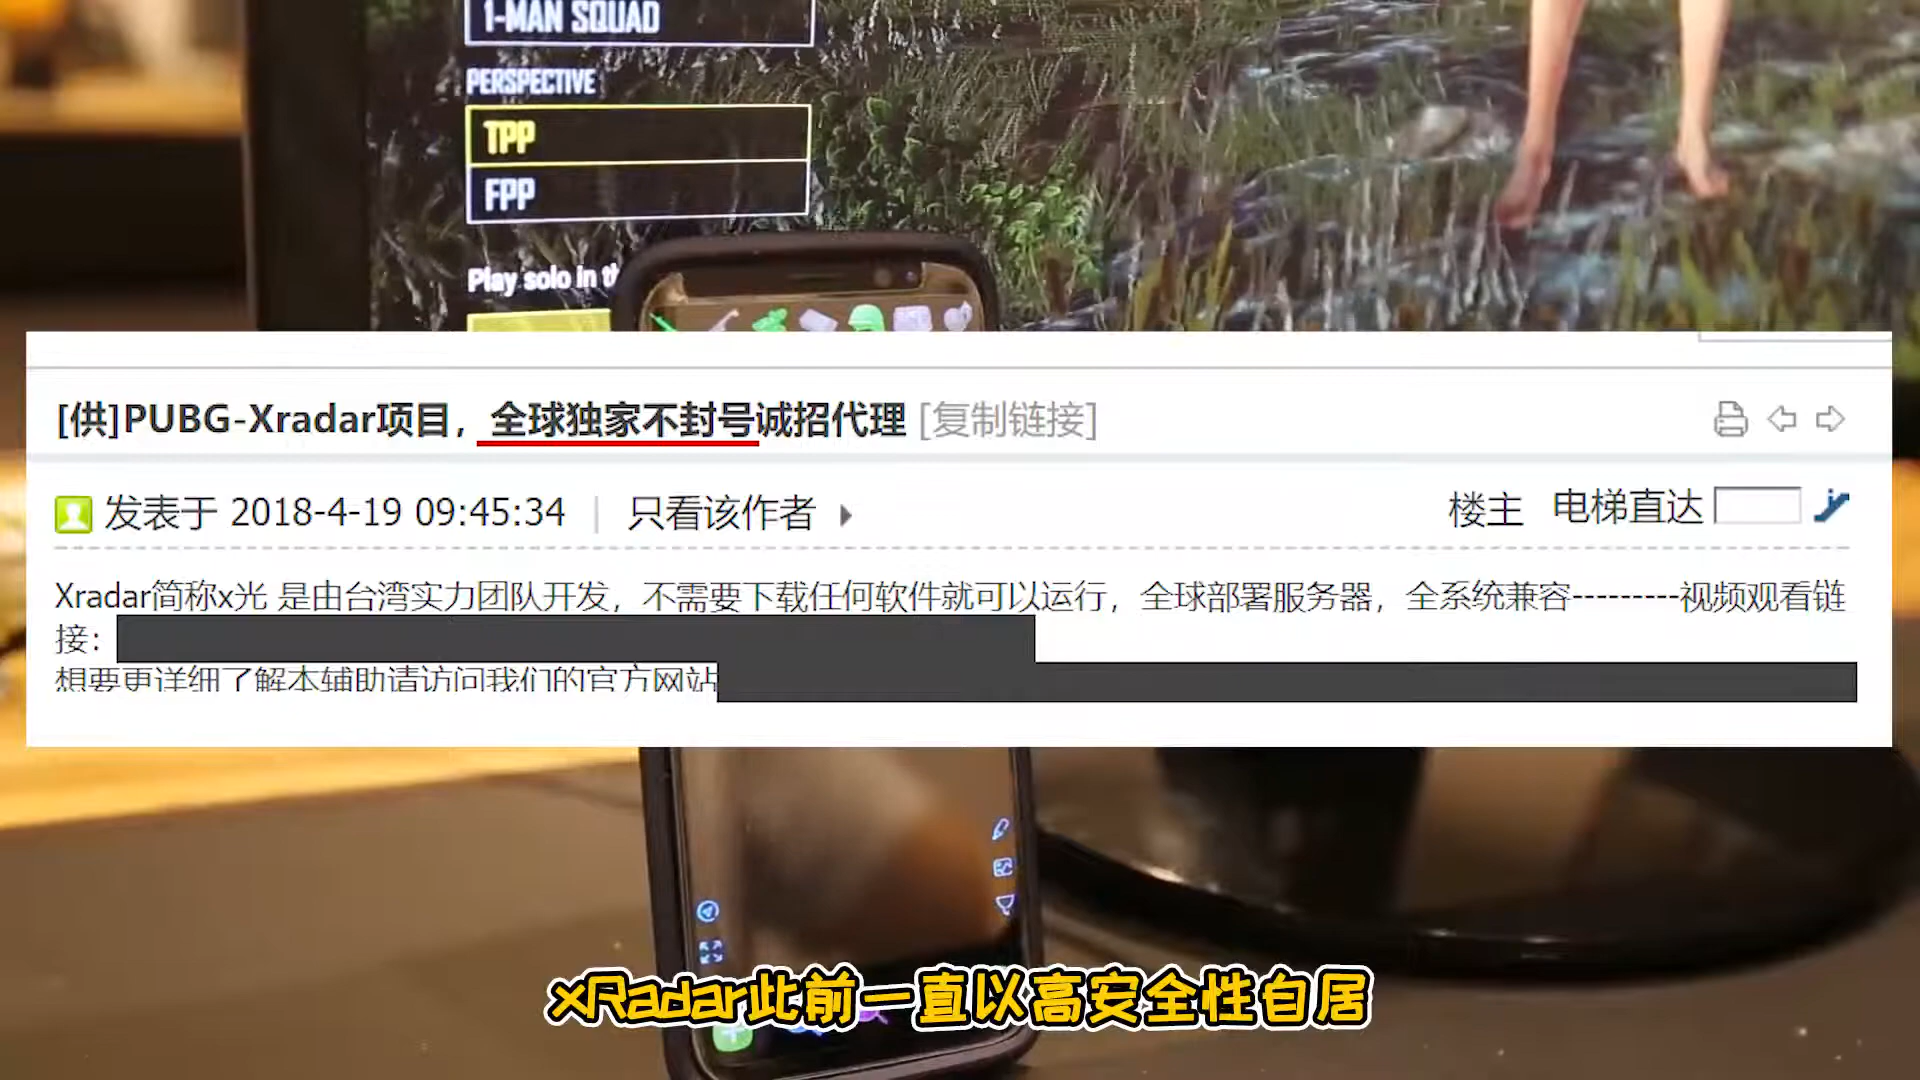 1-MAN SQUAD
PERSPECTIVE
TPP
FPP
Play solo in th
[供]PUBG-Xradar项目，全球独家不封号诚招代理 [复制链接]
发表于 2018-4-19 09:45:34 | 只看该作者
楼主 电梯直达
Xradar简称x光 是由台湾实力团队开发，不需要下载任何软件就可以运行，全球部署服务器，全系统兼容---------视频观看链
接：
想要更详细了解本辅助请访问我们的官方网站
xRadar此前一直以高安全性自居